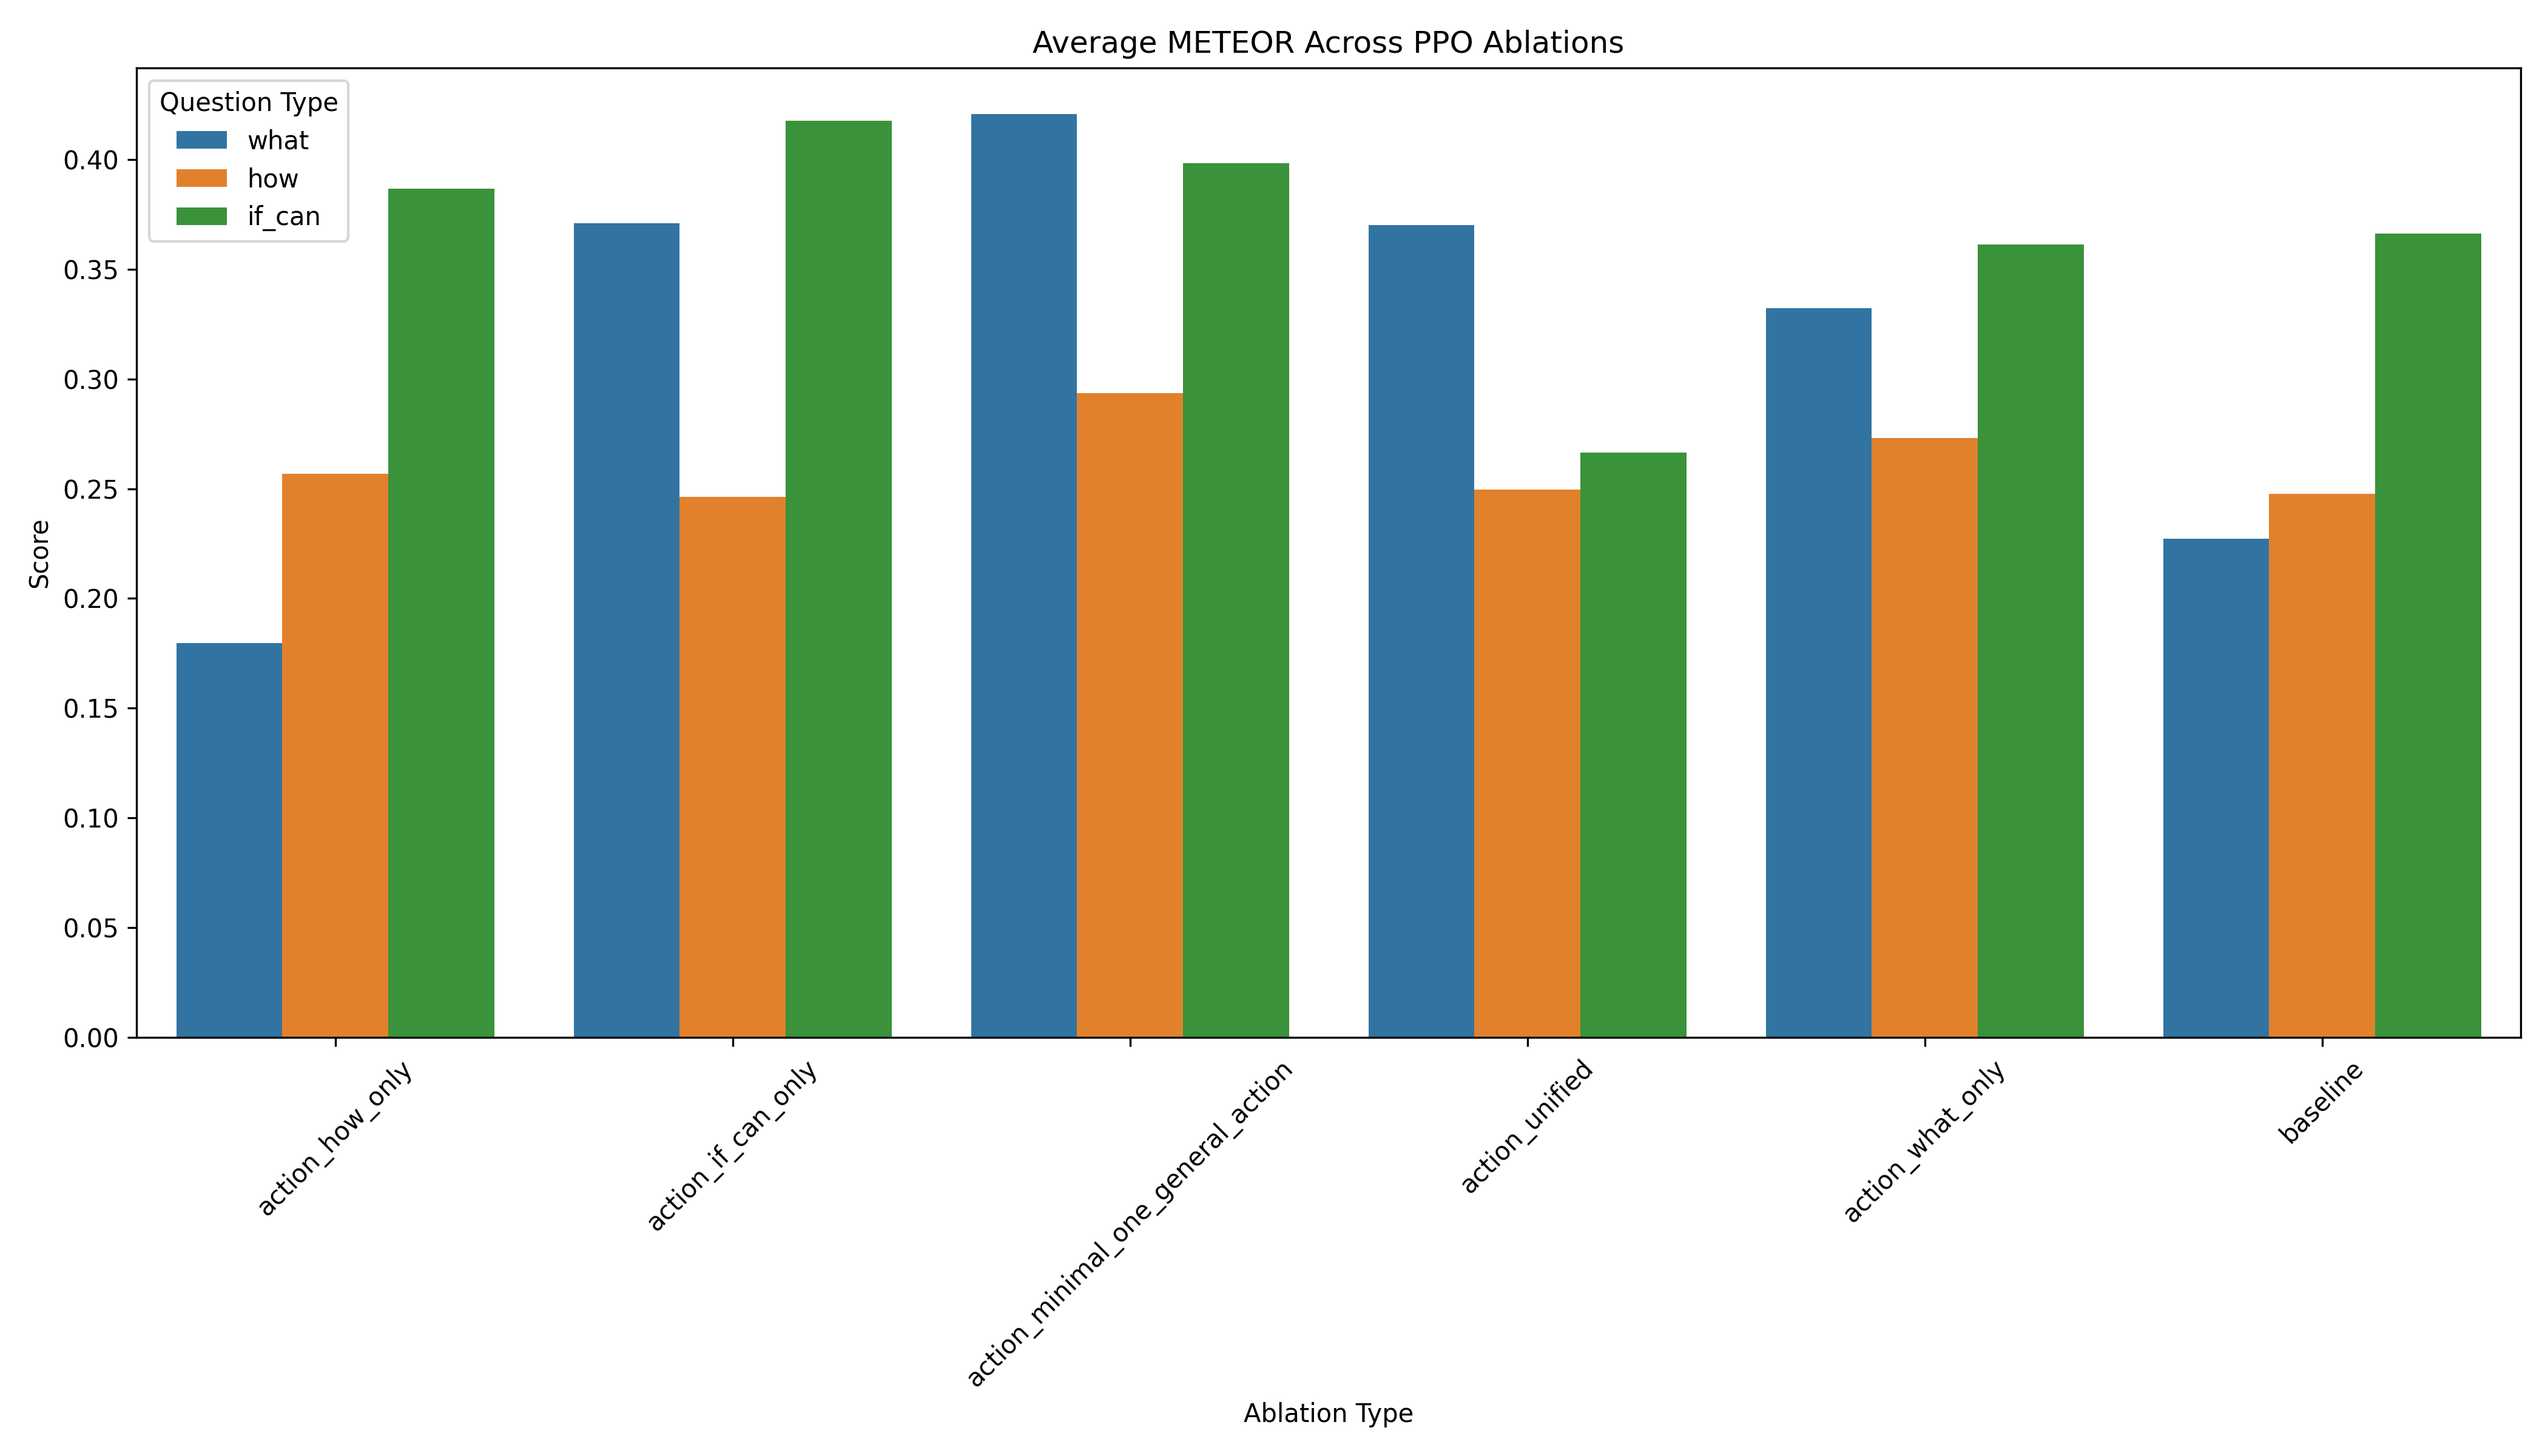 Average METEOR Across PPO Ablations
Question Type
what
how
if_can
Score
0.40
0.35
0.30
0.25
0.20
0.15
0.10
0.05
0.00
action_how_only
action_if_can_only
action_minimal_one_general_action
action_unified
action_what_only
baseline
Ablation Type